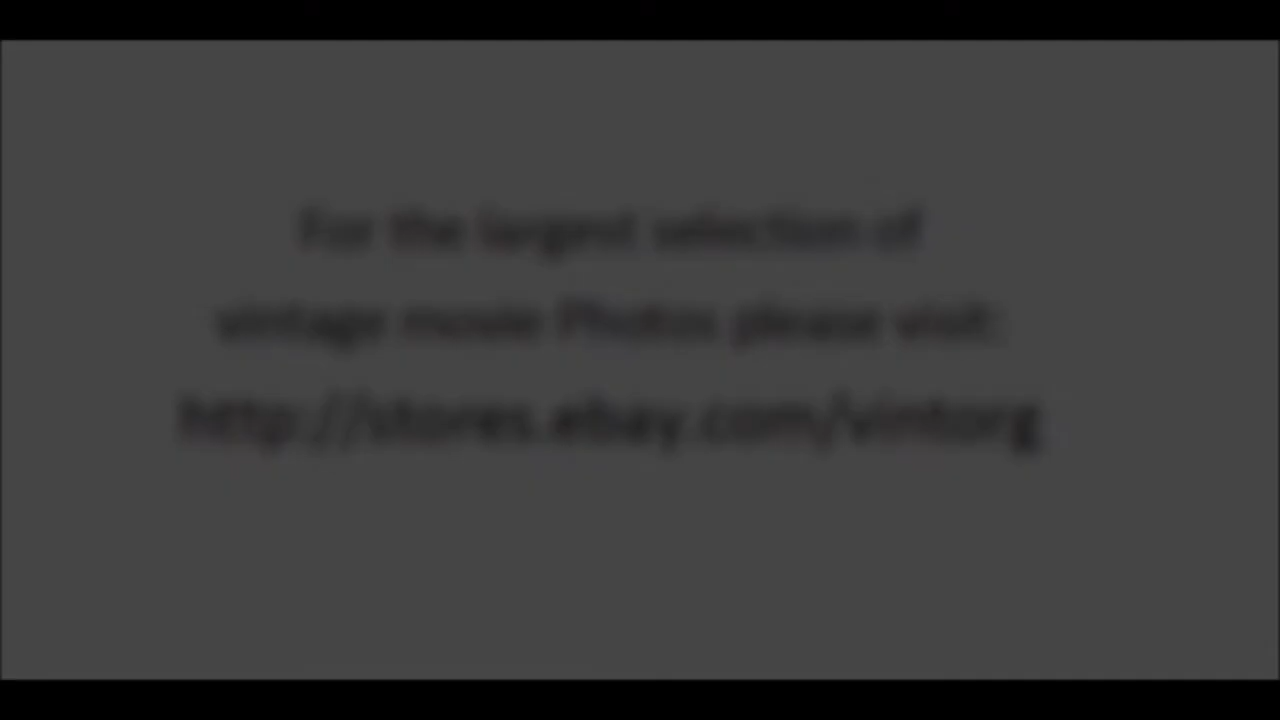 For the largest selection of
vintage movie Photos please visit:
http://stores.ebay.com/vintorg